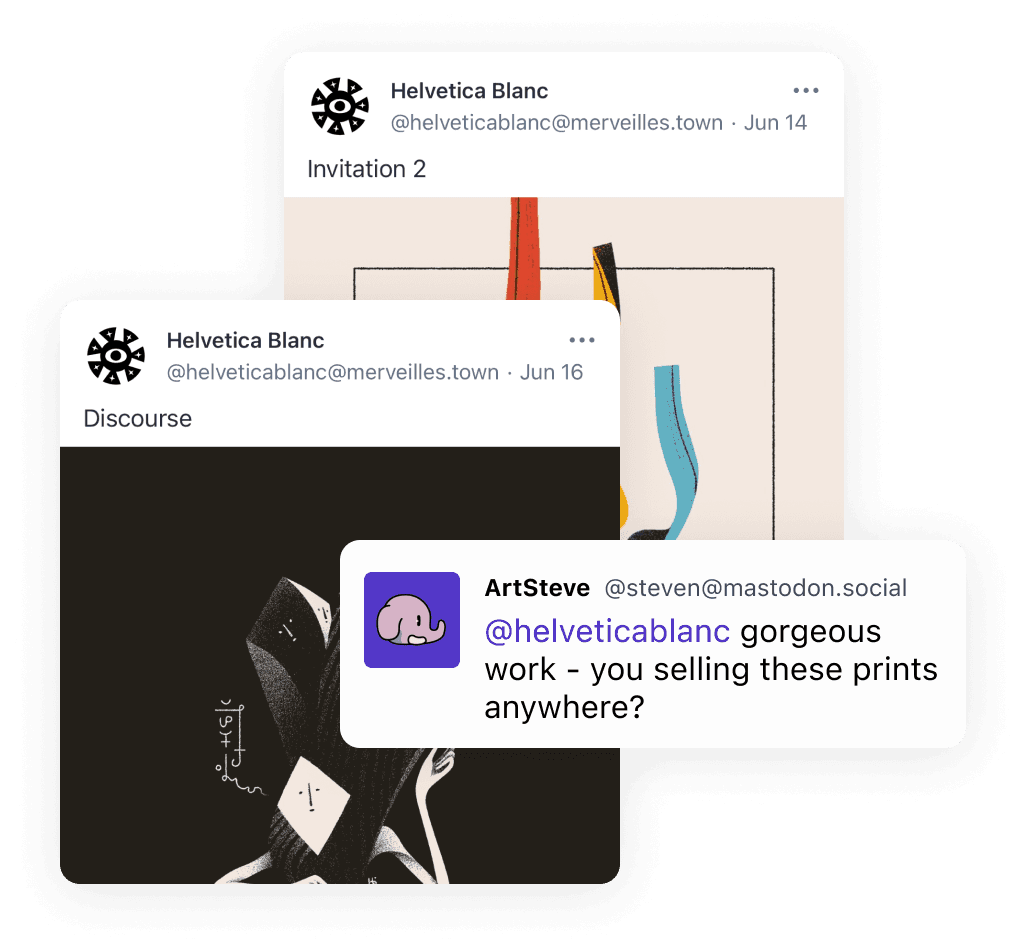 Helvetica Blanc
@helveticablanc@merveilles.town · Jun 14
Invitation 2
Helvetica Blanc
@helveticablanc@merveilles.town · Jun 16
Discourse
ArtSteve @steven@mastodon.social
@helveticablanc gorgeous
work - you selling these prints
anywhere?